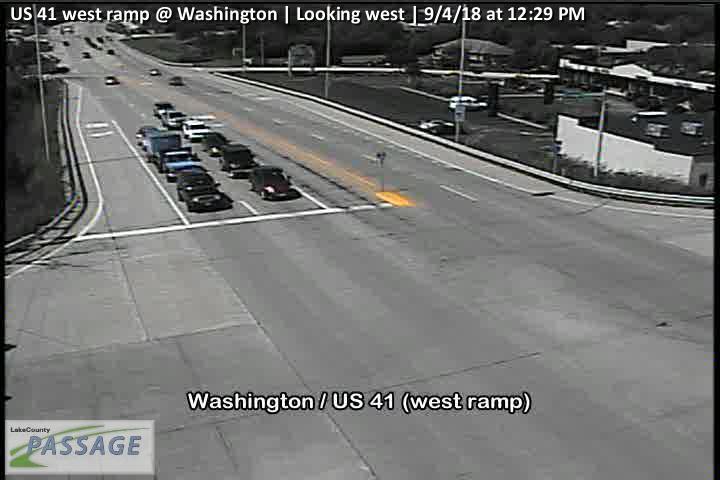 US 41 west ramp @ Washington | Looking west | 9/4/18 at 12:29 PM
Washington / US 41 (west ramp)
LakeCounty
PASSAGE